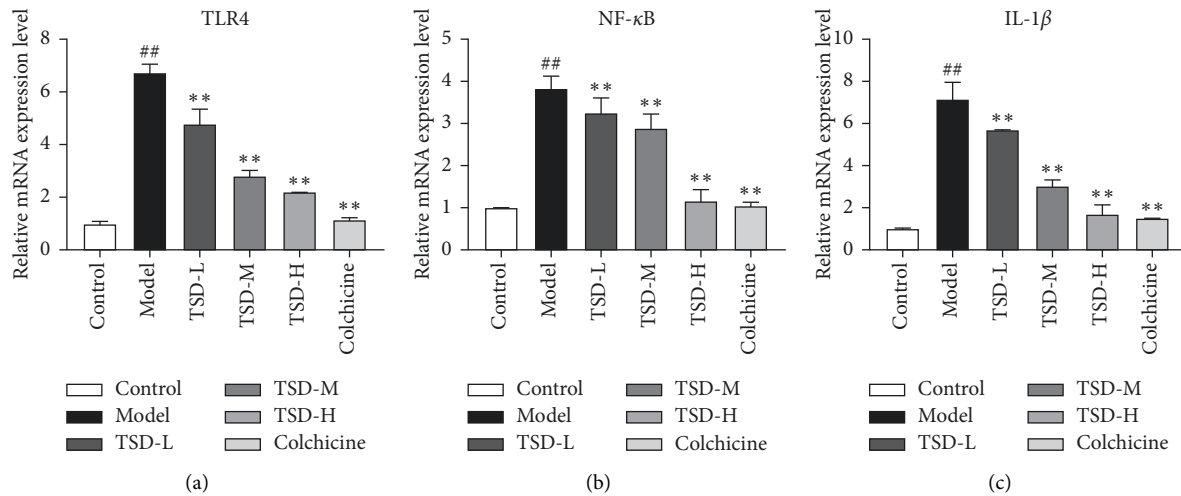 TLR4
Relative mRNA expression level
8
6
4
2
0
##
**
**
**
**
Control
Model
TSD-L
TSD-M
TSD-H
Colchicine
Control
Model
TSD-L
TSD-M
TSD-H
Colchicine
(a)
NF-κB
Relative mRNA expression level
5
4
3
2
1
0
##
**
**
**
**
Control
Model
TSD-L
TSD-M
TSD-H
Colchicine
Control
Model
TSD-L
TSD-M
TSD-H
Colchicine
(b)
IL-1β
Relative mRNA expression level
10
8
6
4
2
0
##
**
**
**
**
Control
Model
TSD-L
TSD-M
TSD-H
Colchicine
Control
Model
TSD-L
TSD-M
TSD-H
Colchicine
(c)